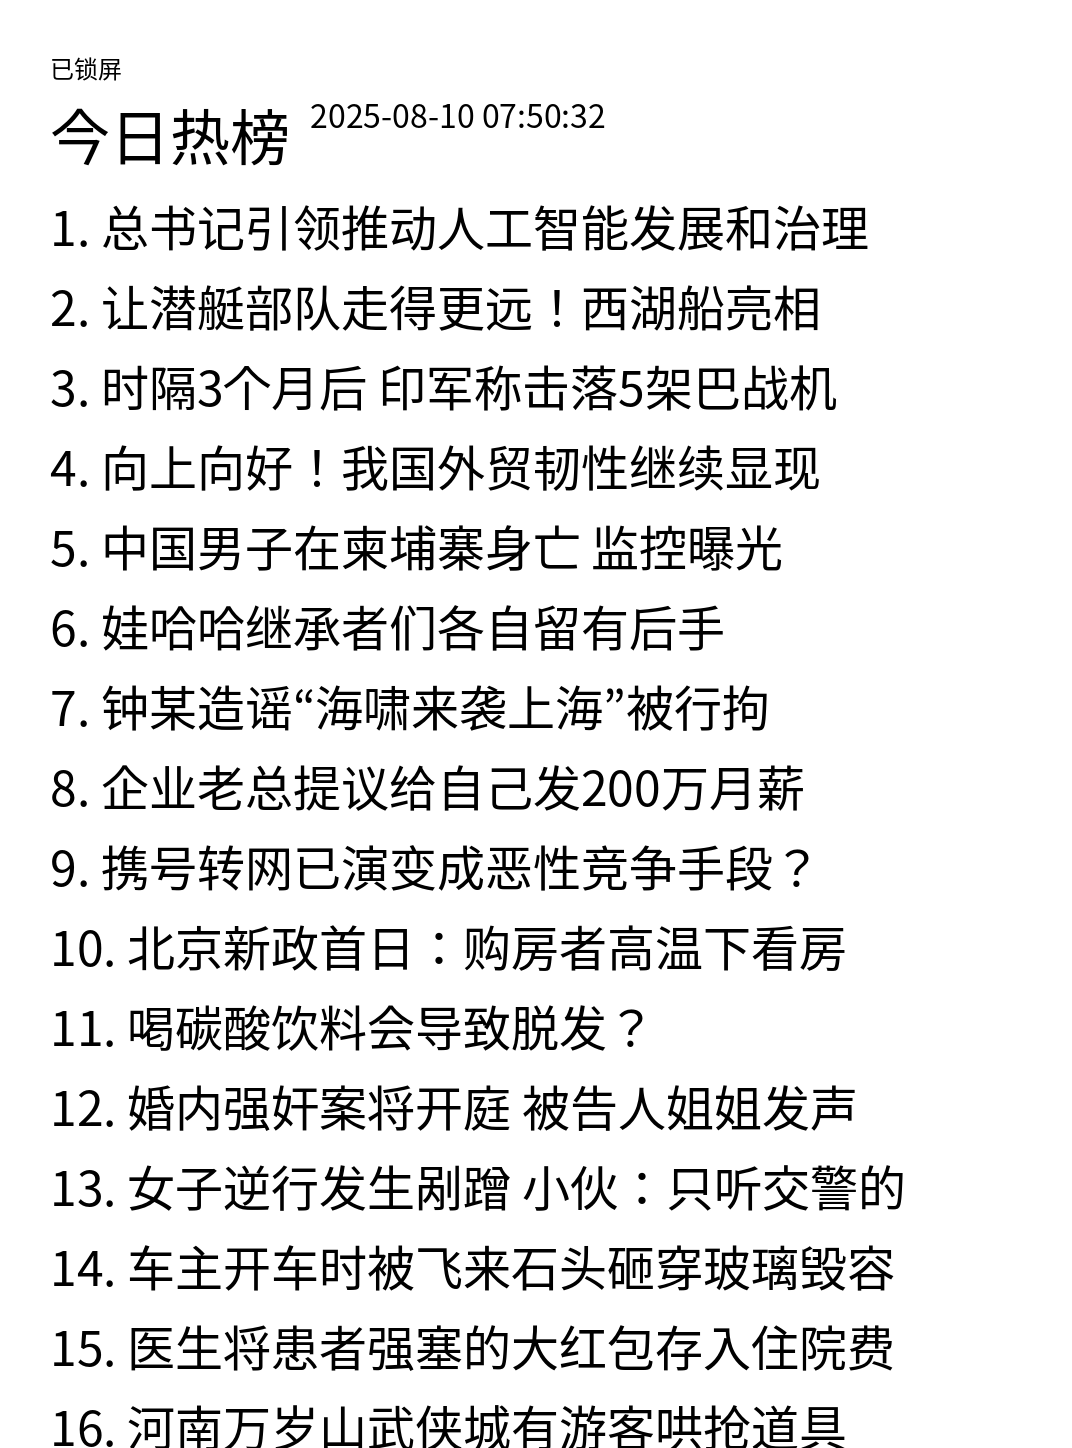 已锁屏
今日热榜 2025-08-10 07:50:32
1. 总书记引领推动人工智能发展和治理
2. 让潜艇部队走得更远！西湖船亮相
3. 时隔3个月后 印军称击落5架巴战机
4. 向上向好！我国外贸韧性继续显现
5. 中国男子在柬埔寨身亡 监控曝光
6. 娃哈哈继承者们各自留有后手
7. 钟某造谣“海啸来袭上海”被行拘
8. 企业老总提议给自己发200万月薪
9. 携号转网已演变成恶性竞争手段？
10. 北京新政首日：购房者高温下看房
11. 喝碳酸饮料会导致脱发？
12. 婚内强奸案将开庭 被告人姐姐发声
13. 女子逆行发生剐蹭 小伙：只听交警的
14. 车主开车时被飞来石头砸穿玻璃毁容
15. 医生将患者强塞的大红包存入住院费
16. 河南万岁山武侠城有游客哄抢道具